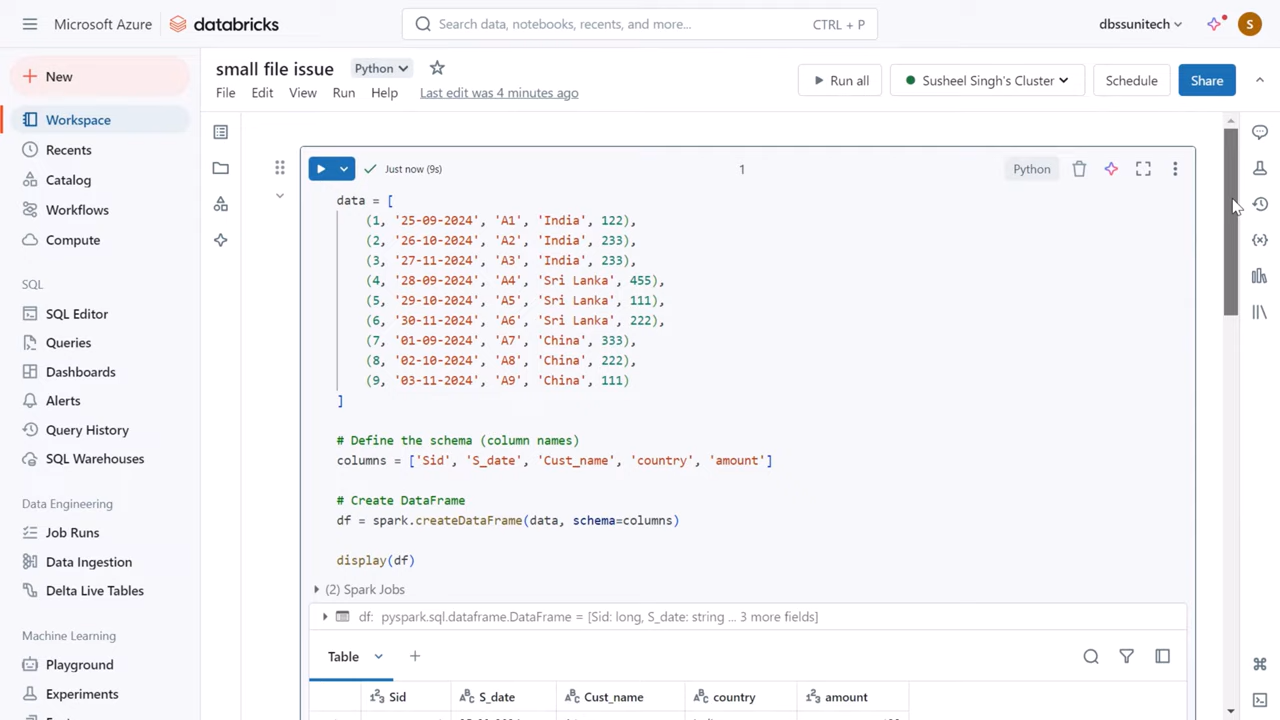 Microsoft Azure databricks
Search data, notebooks, recents, and more...
CTRL + P
dbssunitech
S
New
Workspace
Recents
Catalog
Workflows
Compute
SQL
SQL Editor
Queries
Dashboards
Alerts
Query History
SQL Warehouses
Data Engineering
Job Runs
Data Ingestion
Delta Live Tables
Machine Learning
Playground
Experiments
small file issue
Python
File Edit View Run Help Last edit was 4 minutes ago
Run all
Susheel Singh's Cluster
Schedule
Share
Just now (9s)
1
Python
data = [
(1, '25-09-2024', 'A1', 'India', 122),
(2, '26-10-2024', 'A2', 'India', 233),
(3, '27-11-2024', 'A3', 'India', 233),
(4, '28-09-2024', 'A4', 'Sri Lanka', 455),
(5, '29-10-2024', 'A5', 'Sri Lanka', 111),
(6, '30-11-2024', 'A6', 'Sri Lanka', 222),
(7, '01-09-2024', 'A7', 'China', 333),
(8, '02-10-2024', 'A8', 'China', 222),
(9, '03-11-2024', 'A9', 'China', 111)
]
# Define the schema (column names)
columns = ['Sid', 'S_date', 'Cust_name', 'country', 'amount']
# Create DataFrame
df = spark.createDataFrame(data, schema=columns)
display(df)
(2) Spark Jobs
df: pyspark.sql.dataframe.DataFrame = [Sid: long, S_date: string ... 3 more fields]
Table
Sid S_date Cust_name country amount